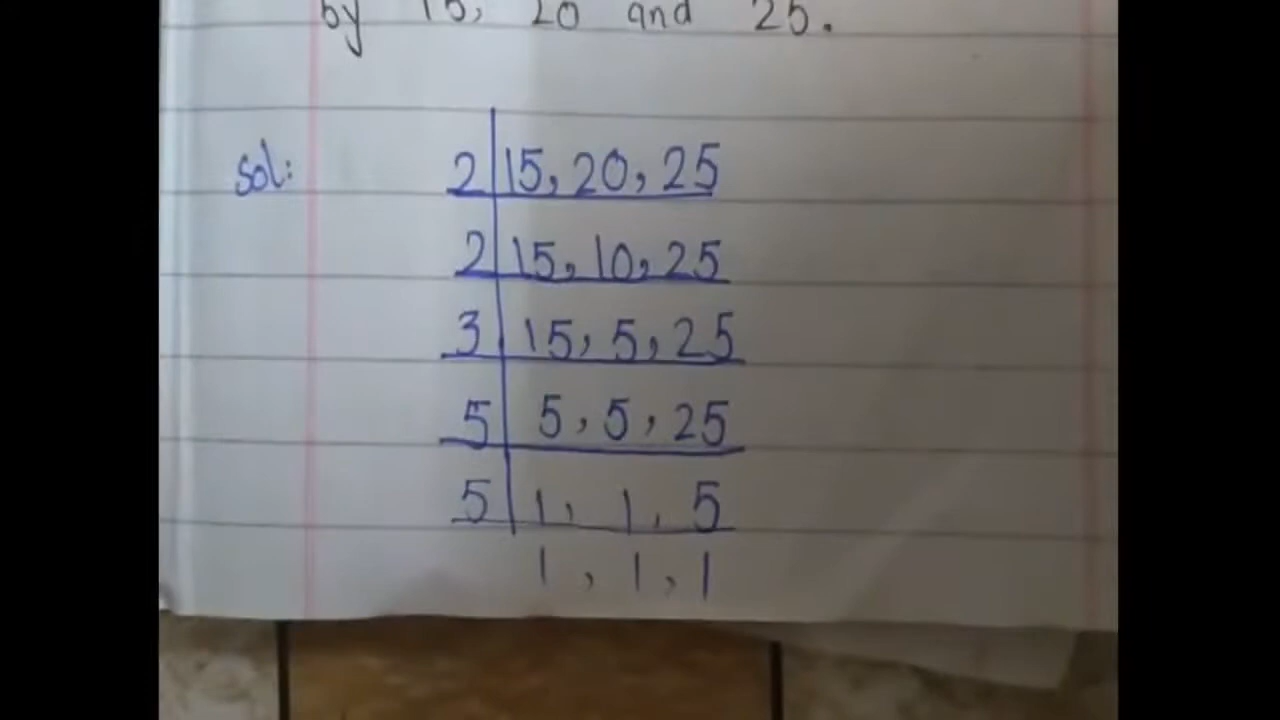 by 15, 20 and 25.
Sol:
2 15, 20, 25
2 15, 10, 25
3 15, 5, 25
5 5, 5, 25
5 1, 1, 5
1, 1, 1